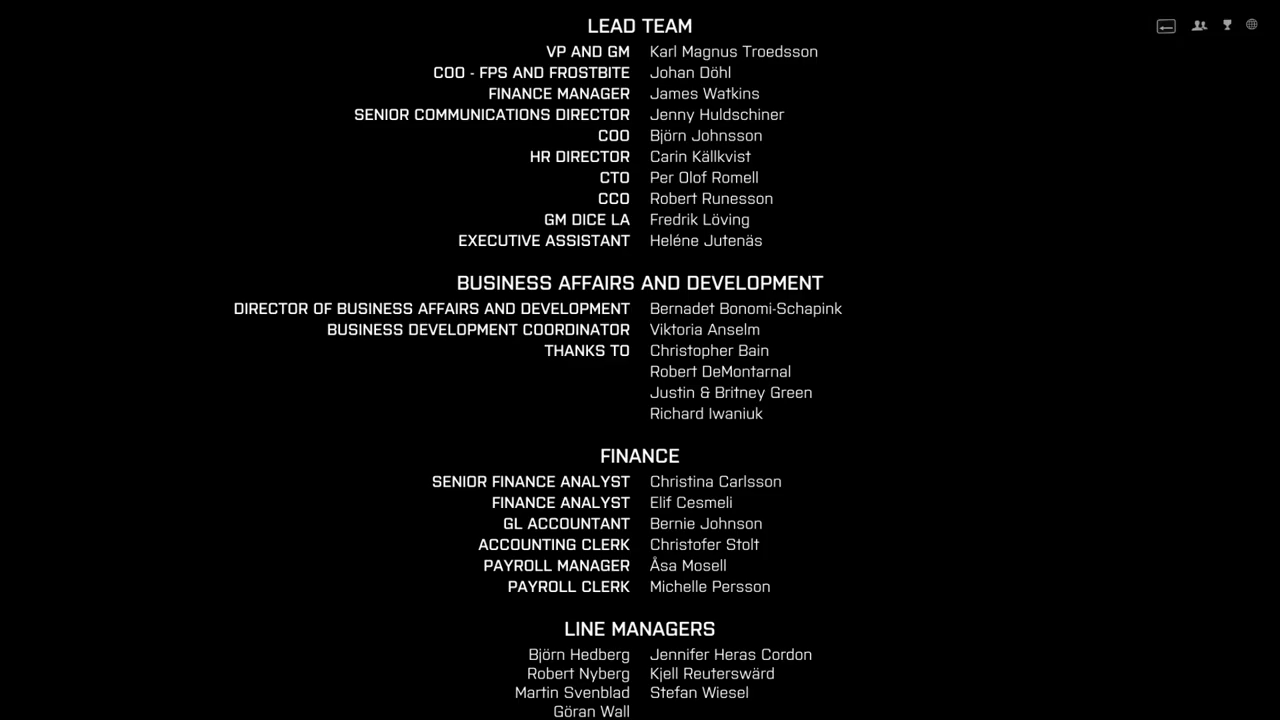 LEAD TEAM
VP AND GM Karl Magnus Troedsson
COO - FPS AND FROSTBITE Johan Döhl
FINANCE MANAGER James Watkins
SENIOR COMMUNICATIONS DIRECTOR Jenny Huldschiner
COO Björn Johnsson
HR DIRECTOR Carin Källkvist
CTO Per Olof Romell
CCO Robert Runesson
GM DICE LA Fredrik Löving
EXECUTIVE ASSISTANT Heléne Jutenäs
BUSINESS AFFAIRS AND DEVELOPMENT
DIRECTOR OF BUSINESS AFFAIRS AND DEVELOPMENT Bernadet Bonomi-Schapink
BUSINESS DEVELOPMENT COORDINATOR Viktoria Anselm
THANKS TO Christopher Bain
Robert DeMontarnal
Justin & Britney Green
Richard Iwaniuk
FINANCE
SENIOR FINANCE ANALYST Christina Carlsson
FINANCE ANALYST Elif Cesmeli
GL ACCOUNTANT Bernie Johnson
ACCOUNTING CLERK Christofer Stolt
PAYROLL MANAGER Åsa Mosell
PAYROLL CLERK Michelle Persson
LINE MANAGERS
Björn Hedberg Jennifer Heras Cordon
Robert Nyberg Kjell Reuterswärd
Martin Svenblad Stefan Wiesel
Göran Wall